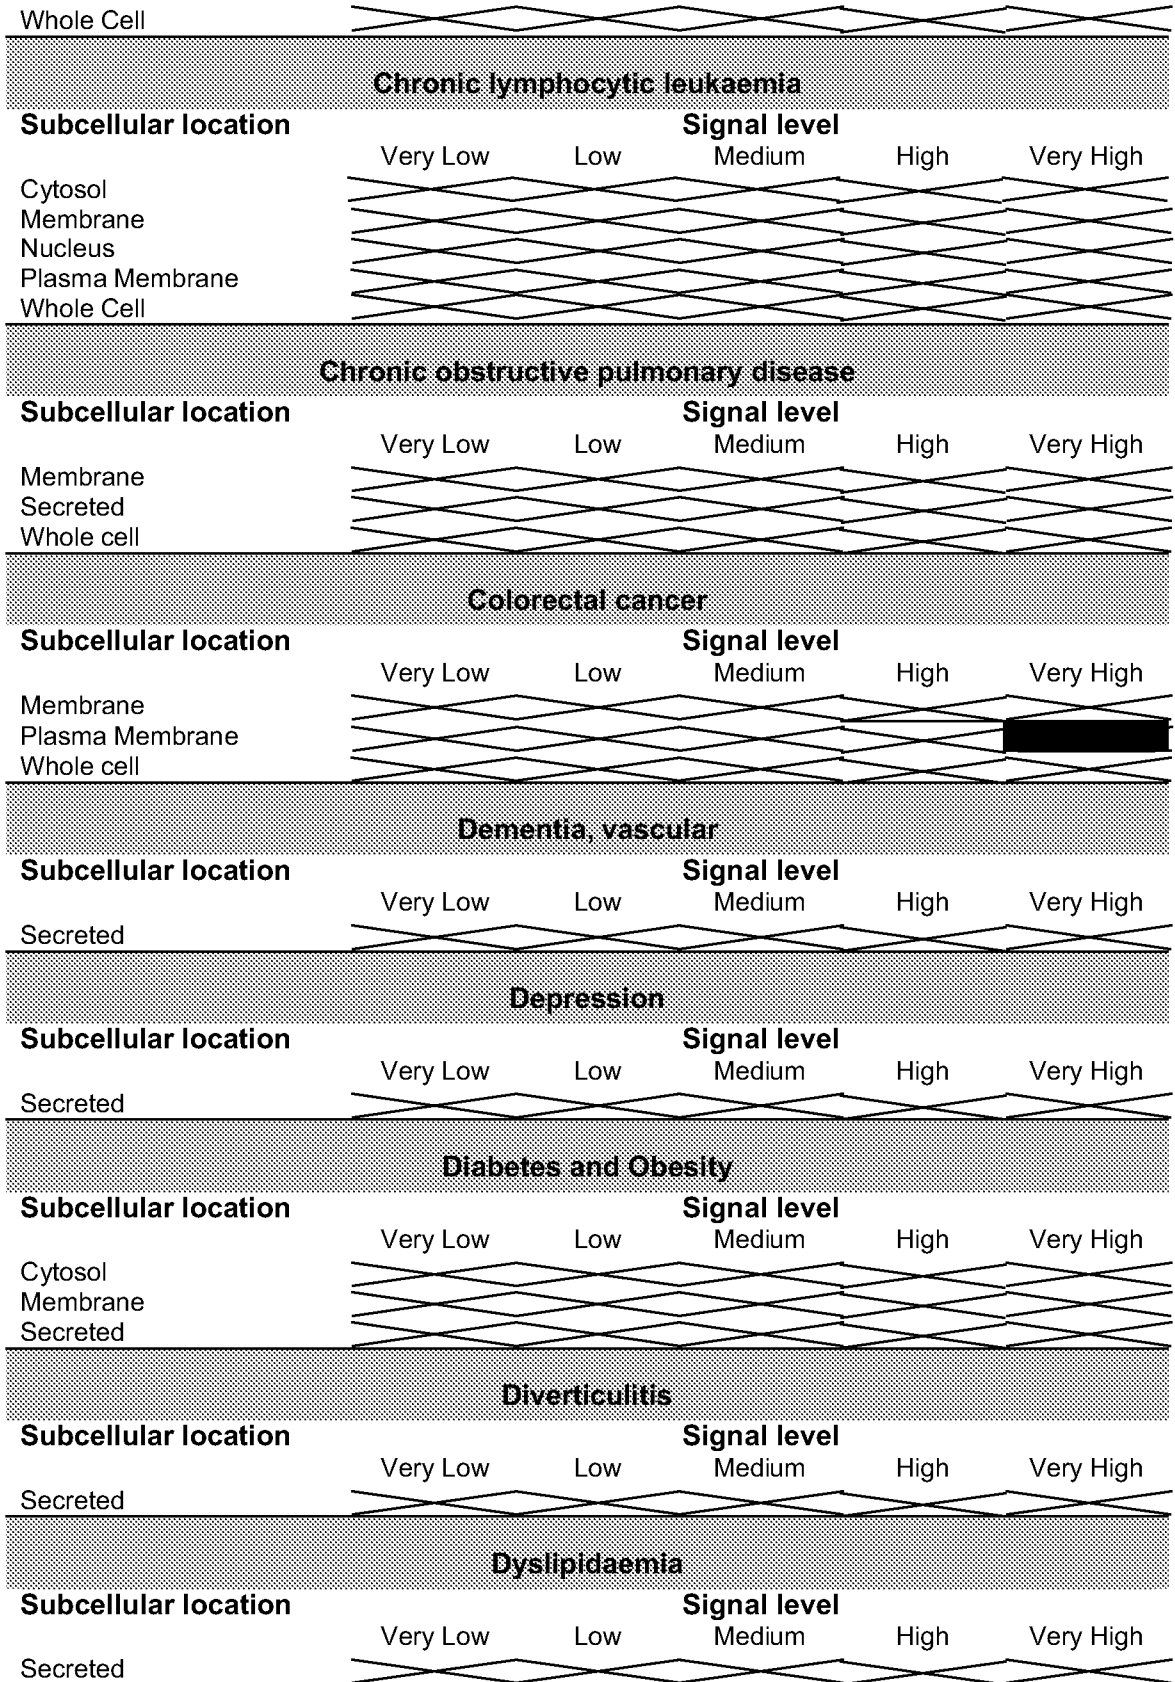 Whole Cell
Chronic lymphocytic leukaemia
Subcellular location Signal level
Very Low Low Medium High Very High
Cytosol
Membrane
Nucleus
Plasma Membrane
Whole Cell
Chronic obstructive pulmonary disease
Subcellular location Signal level
Very Low Low Medium High Very High
Membrane
Secreted
Whole cell
Colorectal cancer
Subcellular location Signal level
Very Low Low Medium High Very High
Membrane
Plasma Membrane
Whole cell
Dementia, vascular
Subcellular location Signal level
Very Low Low Medium High Very High
Secreted
Depression
Subcellular location Signal level
Very Low Low Medium High Very High
Secreted
Diabetes and Obesity
Subcellular location Signal level
Very Low Low Medium High Very High
Cytosol
Membrane
Secreted
Diverticulitis
Subcellular location Signal level
Very Low Low Medium High Very High
Secreted
Dyslipidaemia
Subcellular location Signal level
Very Low Low Medium High Very High
Secreted